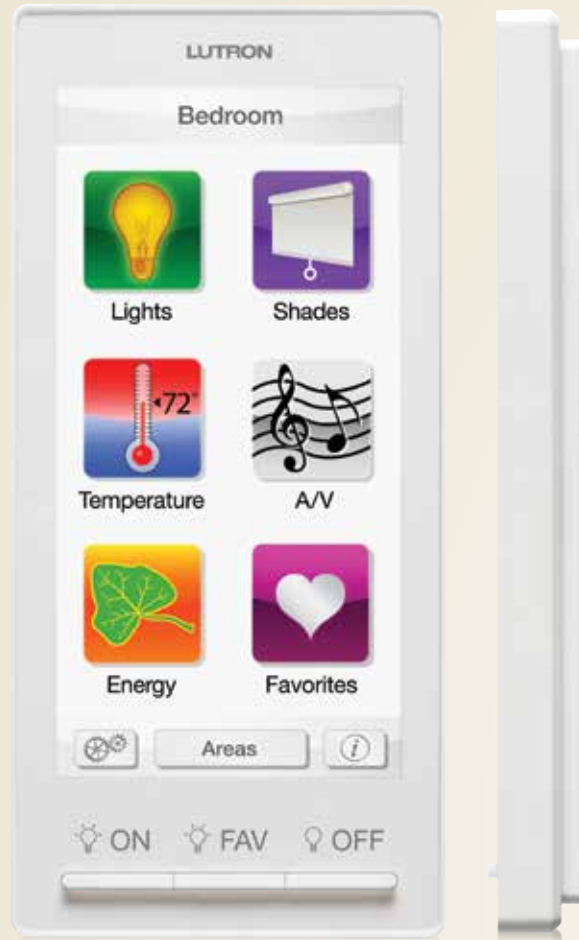 LUTRON
Bedroom
Lights Shades
72°
Temperature A/V
Energy Favorites
Areas i
ON FAV OFF